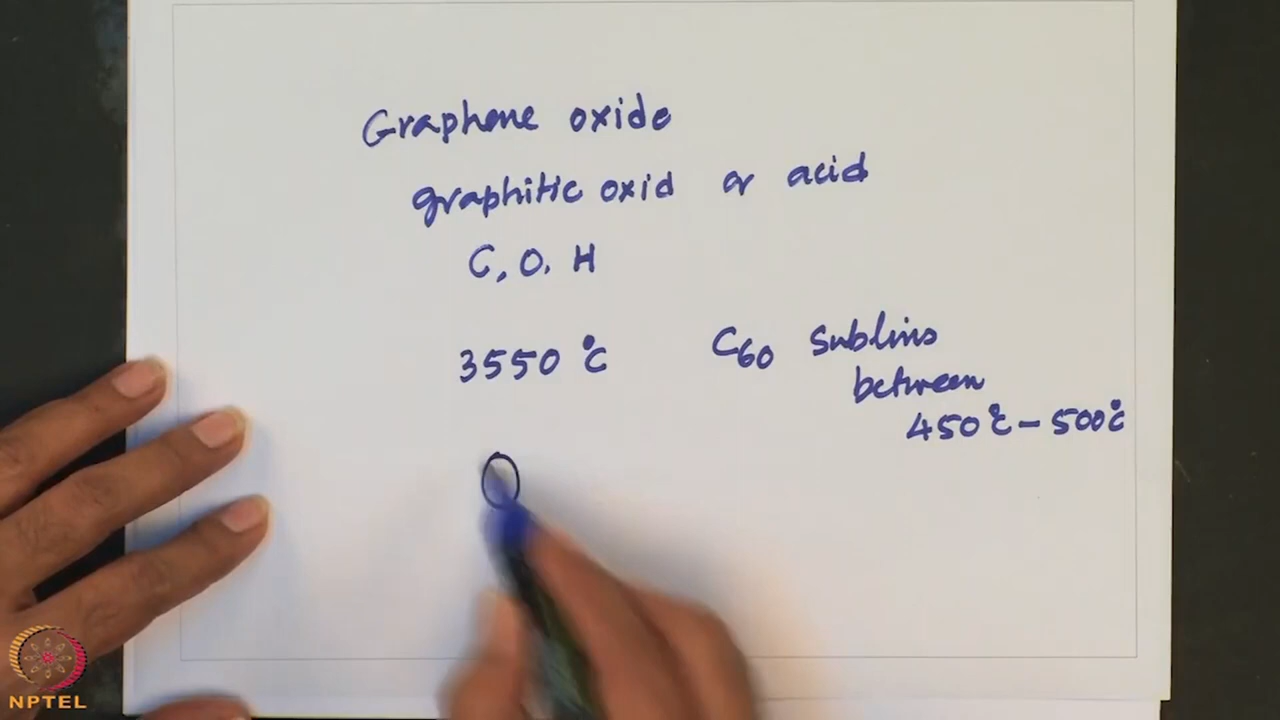 Graphene oxide
graphitic oxid or acid
C, O, H
3550 °C
C60 Sublims
between
450°C - 500°C
NPTEL